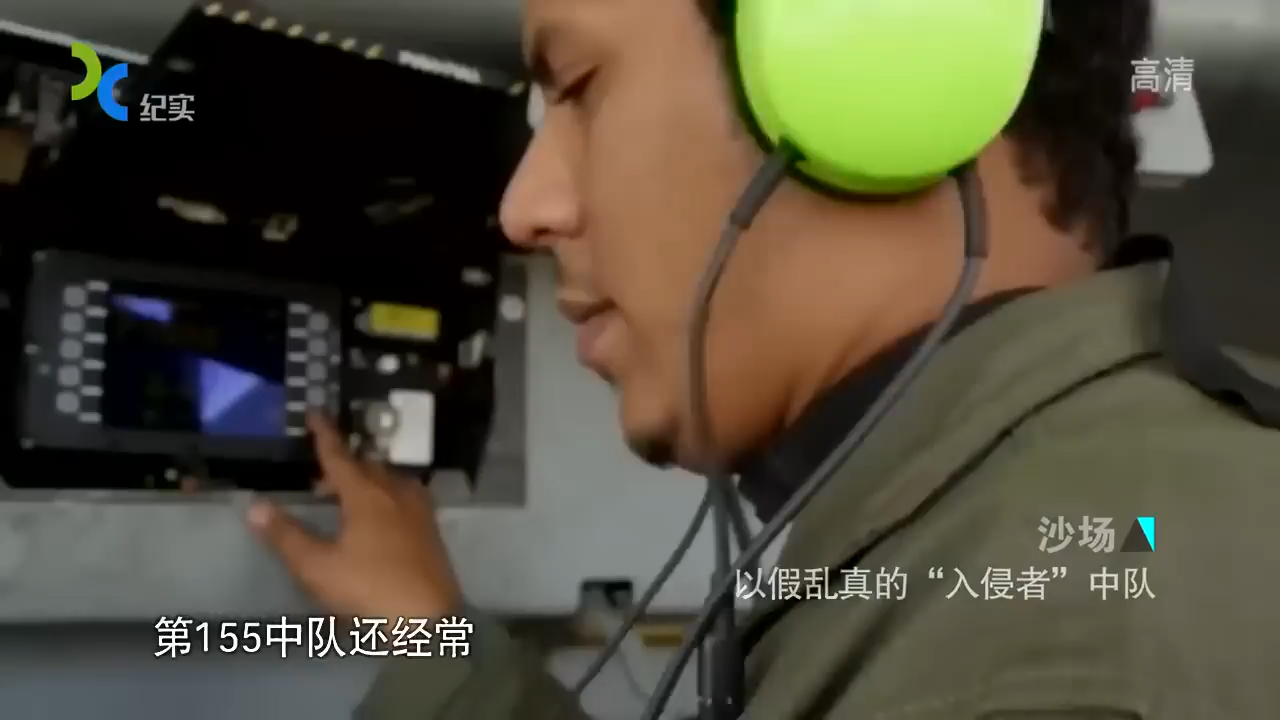 纪实
高清
沙场
以假乱真的“入侵者”中队
第155中队还经常